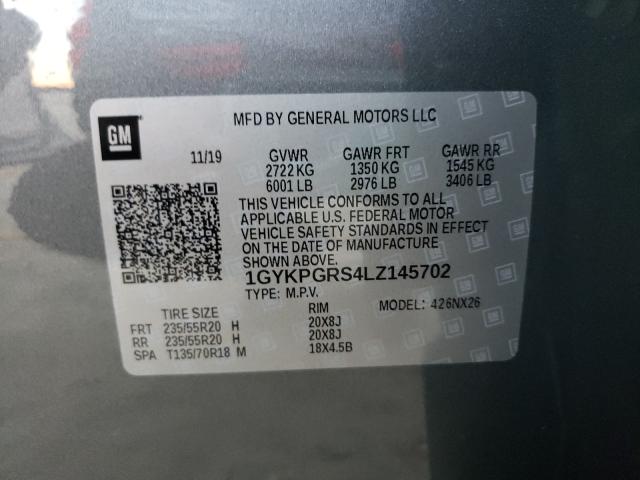 GM
MFD BY GENERAL MOTORS LLC
11/19 GVWR GAWR FRT GAWR RR
2722 KG 1350 KG 1545 KG
6001 LB 2976 LB 3406 LB
THIS VEHICLE CONFORMS TO ALL
APPLICABLE U.S. FEDERAL MOTOR
VEHICLE SAFETY STANDARDS IN EFFECT
ON THE DATE OF MANUFACTURE
SHOWN ABOVE.
1GYKPGRS4LZ145702
TYPE: M.P.V. MODEL: 426NX26
TIRE SIZE RIM
FRT 235/55R20 H 20X8J
RR 235/55R20 H 20X8J
SPA T135/70R18 M 18X4.5B